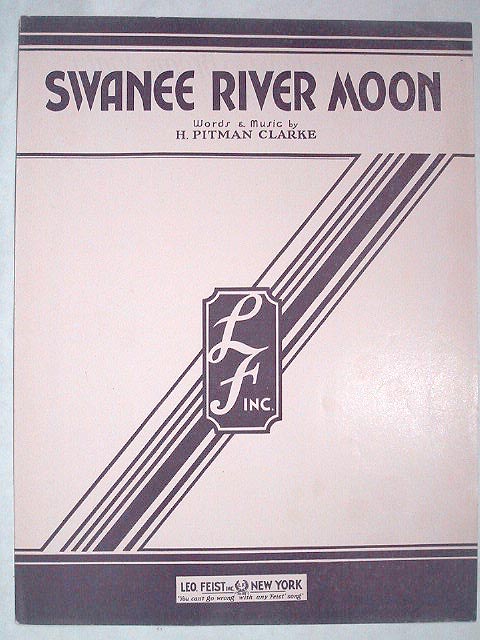 SWANEE RIVER MOON
Words & Music by
H. PITMAN CLARKE
LF
INC.
LEO. FEIST INC. NEW YORK
"You can't go wrong with any Feist song"